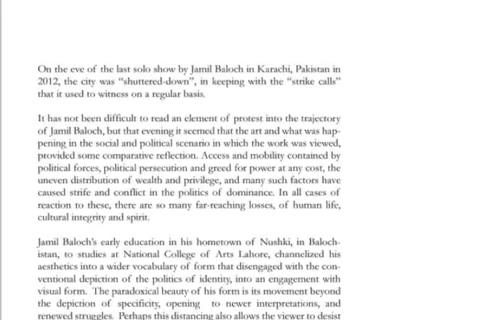 On the eve of the last solo show by Jamil Baloch in Karachi, Pakistan in
2012, the city was “shuttered-down”, in keeping with the “strike calls”
that it used to witness on a regular basis.
It has not been difficult to read an element of protest into the trajectory
of Jamil Baloch, but that evening it seemed that the art and what was hap-
pening in the social and political scenario in which the work was viewed,
provided some comparative reflection. Access and mobility contained by
political forces, political persecution and greed for power at any cost, the
uneven distribution of wealth and privilege, and many such factors have
caused strife and conflict in the politics of dominance. In all cases of
reaction to these, there are so many far-reaching losses, of human life,
cultural integrity and spirit.
Jamil Baloch’s early education in his hometown of Nushki, in Baloch-
istan, to studies at National College of Arts Lahore, channelized his
aesthetics into a wider vocabulary of form that disengaged with the con-
ventional depiction of the politics of identity, into an engagement with
visual form. The paradoxical beauty of his form is its movement beyond
the depiction of specificity, opening to newer interpretations, and
renewed struggles. Perhaps this distancing also allows the viewer to desist